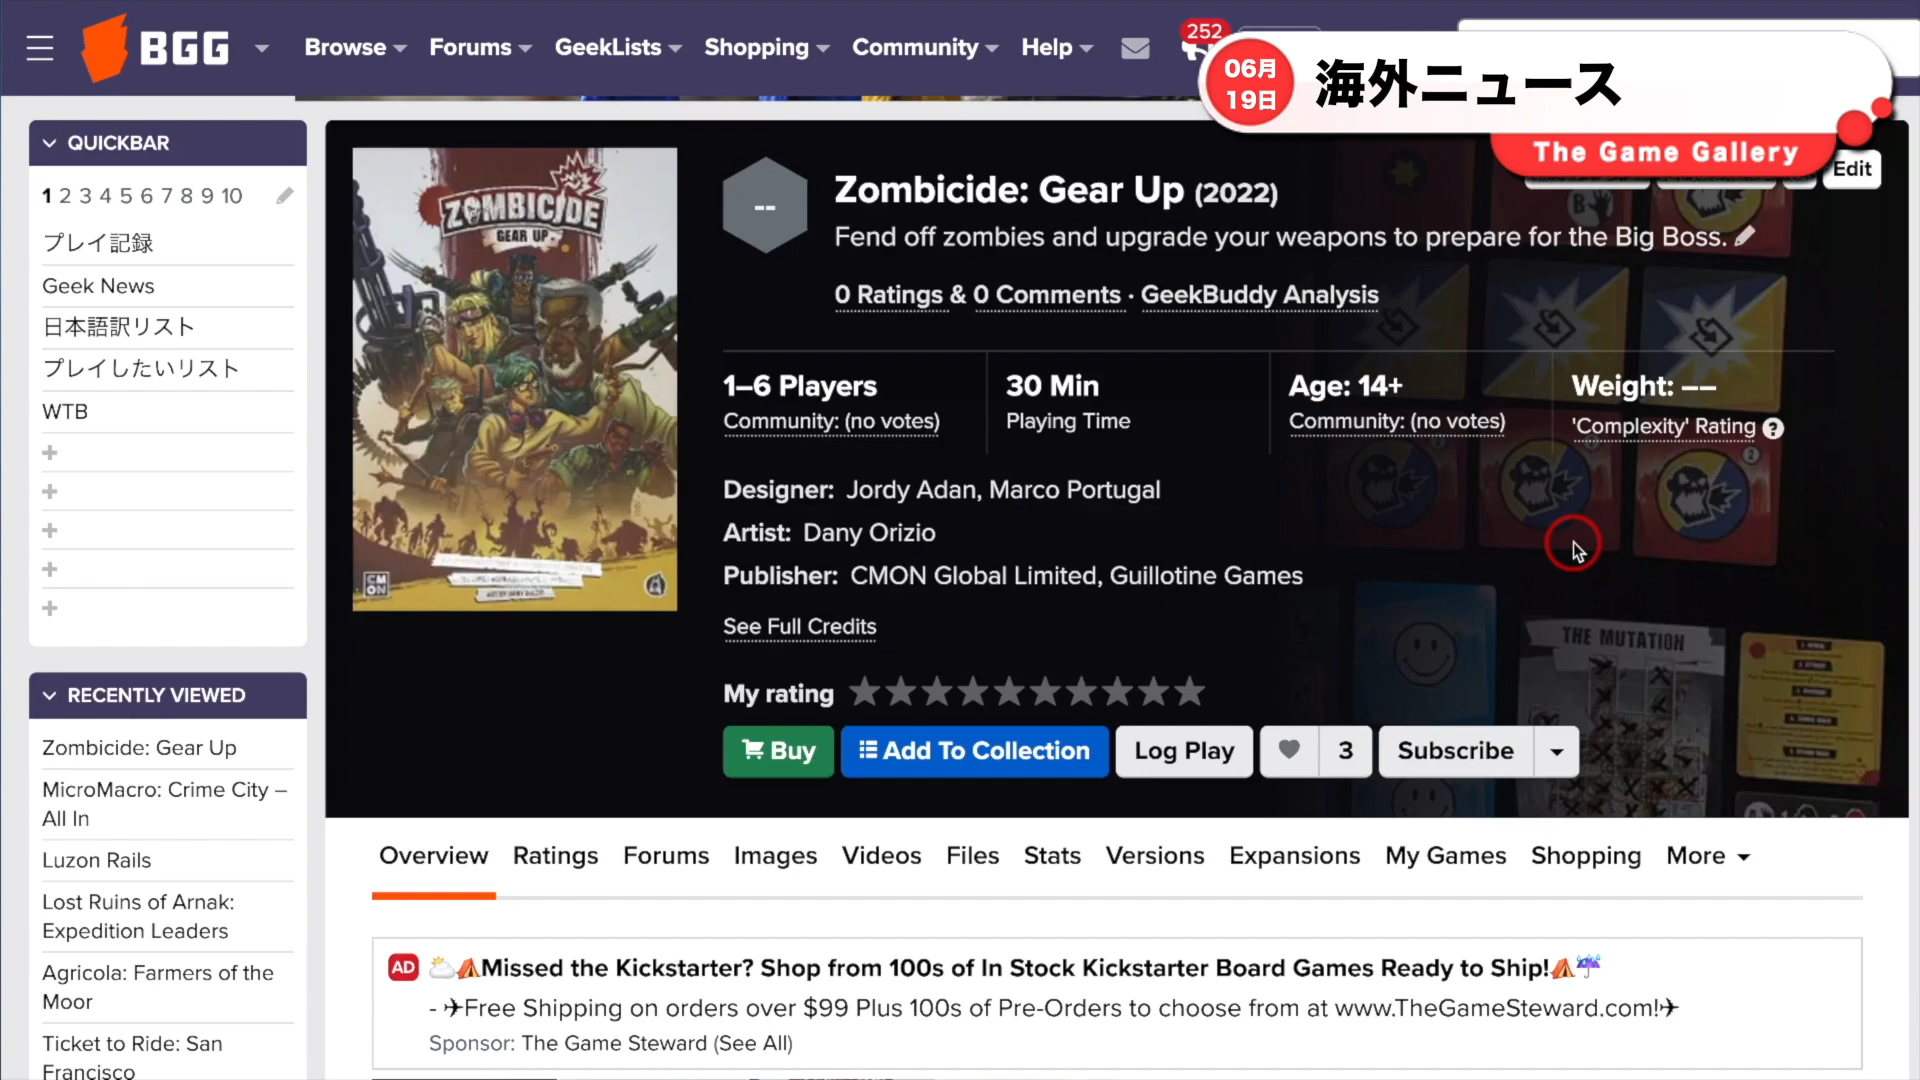 BGG
Browse
Forums
GeekLists
Shopping
Community
Help
252
06月
19日
海外ニュース
The Game Gallery
Edit
QUICKBAR
1 2 3 4 5 6 7 8 9 10
プレイ記録
Geek News
日本語訳リスト
プレイしたいリスト
WTB
RECENTLY VIEWED
Zombicide: Gear Up
MicroMacro: Crime City –
All In
Luzon Rails
Lost Ruins of Arnak:
Expedition Leaders
Agricola: Farmers of the
Moor
Ticket to Ride: San
Francisco
ZOMBICIDE
GEAR UP
CMON
--
Zombicide: Gear Up (2022)
Fend off zombies and upgrade your weapons to prepare for the Big Boss.
0 Ratings & 0 Comments · GeekBuddy Analysis
1–6 Players
Community: (no votes)
30 Min
Playing Time
Age: 14+
Community: (no votes)
Weight: --
'Complexity' Rating ?
Designer: Jordy Adan, Marco Portugal
Artist: Dany Orizio
Publisher: CMON Global Limited, Guillotine Games
See Full Credits
THE MUTATION
My rating
Buy
Add To Collection
Log Play
3
Subscribe
Overview
Ratings
Forums
Images
Videos
Files
Stats
Versions
Expansions
My Games
Shopping
More
AD
Missed the Kickstarter? Shop from 100s of In Stock Kickstarter Board Games Ready to Ship!
- ✈Free Shipping on orders over $99 Plus 100s of Pre-Orders to choose from at www.TheGameSteward.com!✈
Sponsor: The Game Steward (See All)